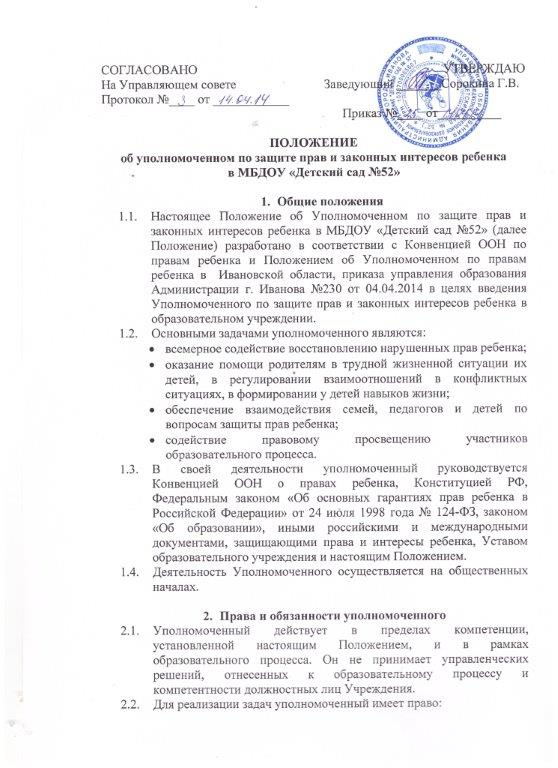 СОГЛАСОВАНО УТВЕРЖДАЮ
На Управляющем совете Заведующий Сорокина Г.В.
Протокол № 3 от 14.04.14
Приказ № от
ПОЛОЖЕНИЕ
об уполномоченном по защите прав и законных интересов ребенка
в МБДОУ «Детский сад №52»
1. Общие положения
1.1. Настоящее Положение об Уполномоченном по защите прав и
законных интересов ребенка в МБДОУ «Детский сад №52» (далее
Положение) разработано в соответствии с Конвенцией ООН по
правам ребенка и Положением об Уполномоченном по правам
ребенка в Ивановской области, приказа управления образования
Администрации г. Иванова №230 от 04.04.2014 в целях введения
Уполномоченного по защите прав и законных интересов ребенка в
образовательном учреждении.
1.2. Основными задачами уполномоченного являются:
• всемерное содействие восстановлению нарушенных прав ребенка;
• оказание помощи родителям в трудной жизненной ситуации их
детей, в регулировании взаимоотношений в конфликтных
ситуациях, в формировании у детей навыков жизни;
• обеспечение взаимодействия семей, педагогов и детей по
вопросам защиты прав ребенка;
• содействие правовому просвещению участников
образовательного процесса.
1.3. В своей деятельности уполномоченный руководствуется
Конвенцией ООН о правах ребенка, Конституцией РФ,
Федеральным законом «Об основных гарантиях прав ребенка в
Российской Федерации» от 24 июля 1998 года № 124-ФЗ, законом
«Об образовании», иными российскими и международными
документами, защищающими права и интересы ребенка, Уставом
образовательного учреждения и настоящим Положением.
1.4. Деятельность Уполномоченного осуществляется на общественных
началах.
2. Права и обязанности уполномоченного
2.1. Уполномоченный действует в пределах компетенции,
установленной настоящим Положением, и в рамках
образовательного процесса. Он не принимает управленческих
решений, отнесенных к образовательному процессу и
компетентности должностных лиц Учреждения.
2.2. Для реализации задач уполномоченный имеет право: